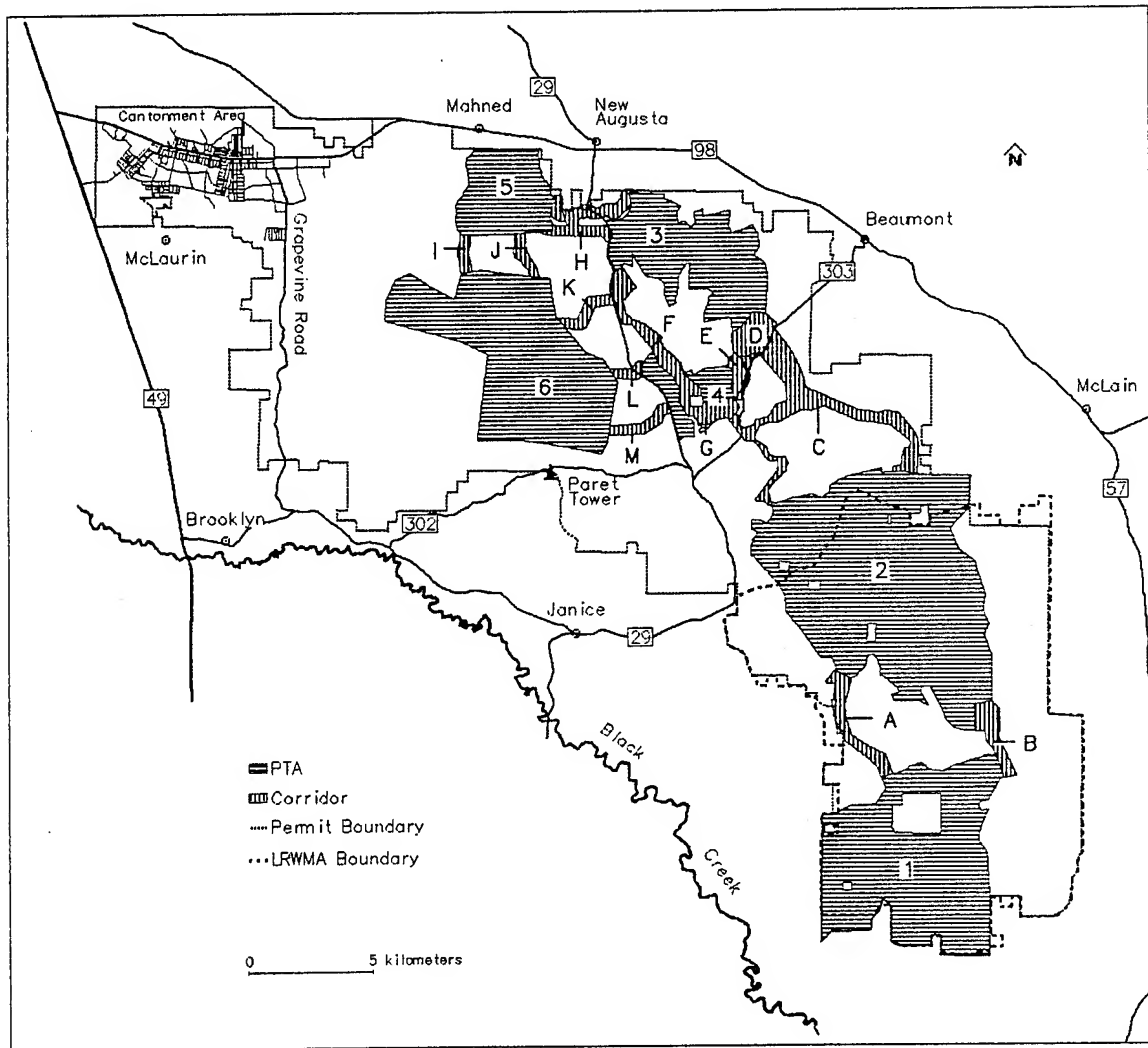 29
Mahned
New
Augusta
Cantonment Area
98
N
5
3
Beaumont
McLaurin
Grapevine Road
I
J
H
303
K
F
E
D
49
6
L
4
McLain
M
G
C
57
Paret
Tower
Brooklyn
302
2
Janice
29
A
B
Black
Creek
PTA
Corridor
Permit Boundary
LRWMA Boundary
1
0 5 kilometers